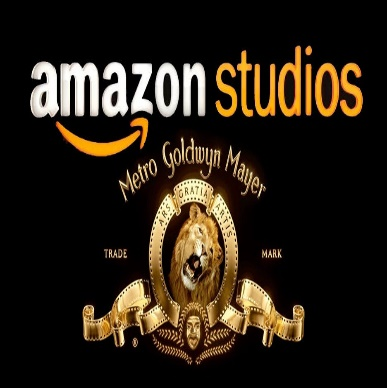 amazon studios
Metro Goldwyn Mayer
ARS GRATIA ARTIS
TRADE MARK
®